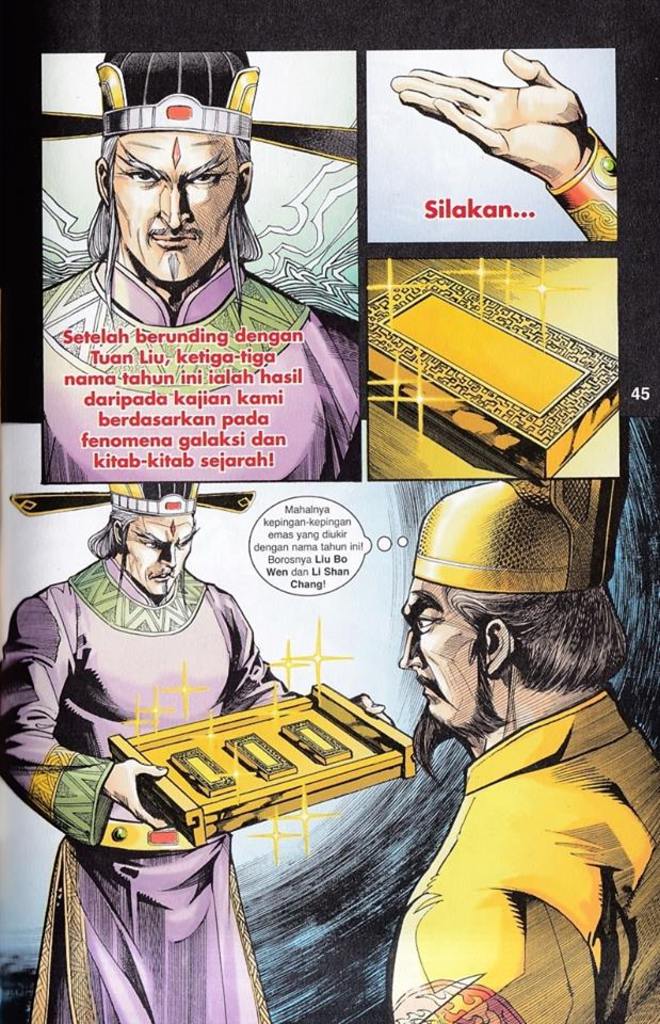 Silakan...
Setelah berunding dengan
Tuan Liu, ketiga-tiga
nama tahun ini ialah hasil
daripada kajian kami
berdasarkan pada
fenomena galaksi dan
kitab-kitab sejarah!
45
Mahalnya
kepingan-kepingan
emas yang diukir
dengan nama tahun ini!
Borosnya Liu Bo
Wen dan Li Shan
Chang!